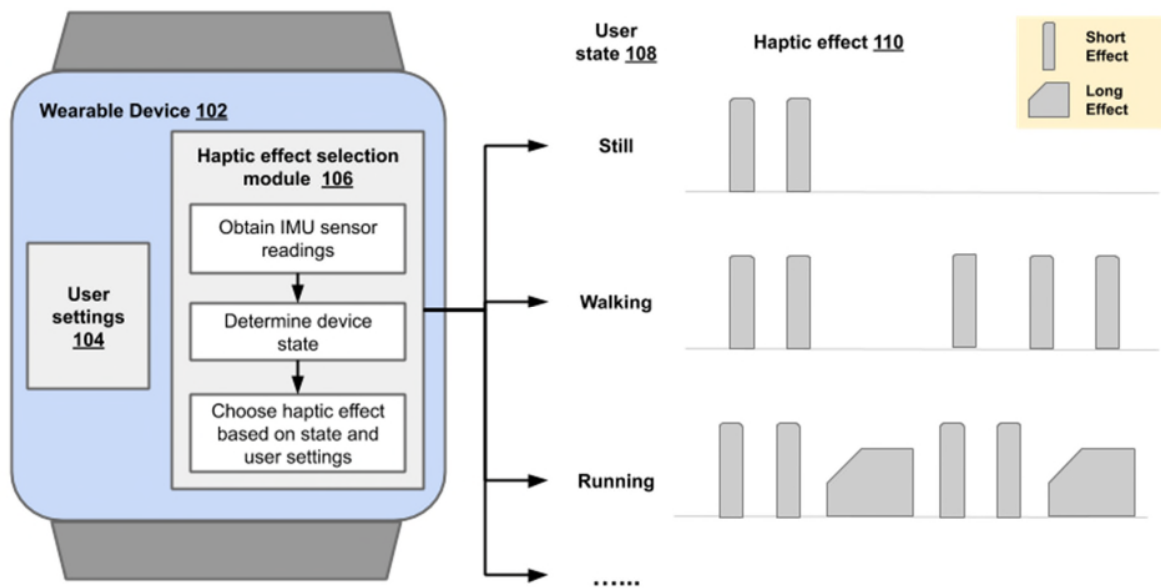 Wearable Device 102
User
settings
104
Haptic effect selection
module 106
Obtain IMU sensor
readings
Determine device
state
Choose haptic effect
based on state and
user settings
User
state 108
Still
Walking
Running
......
Haptic effect 110
Short
Effect
Long
Effect